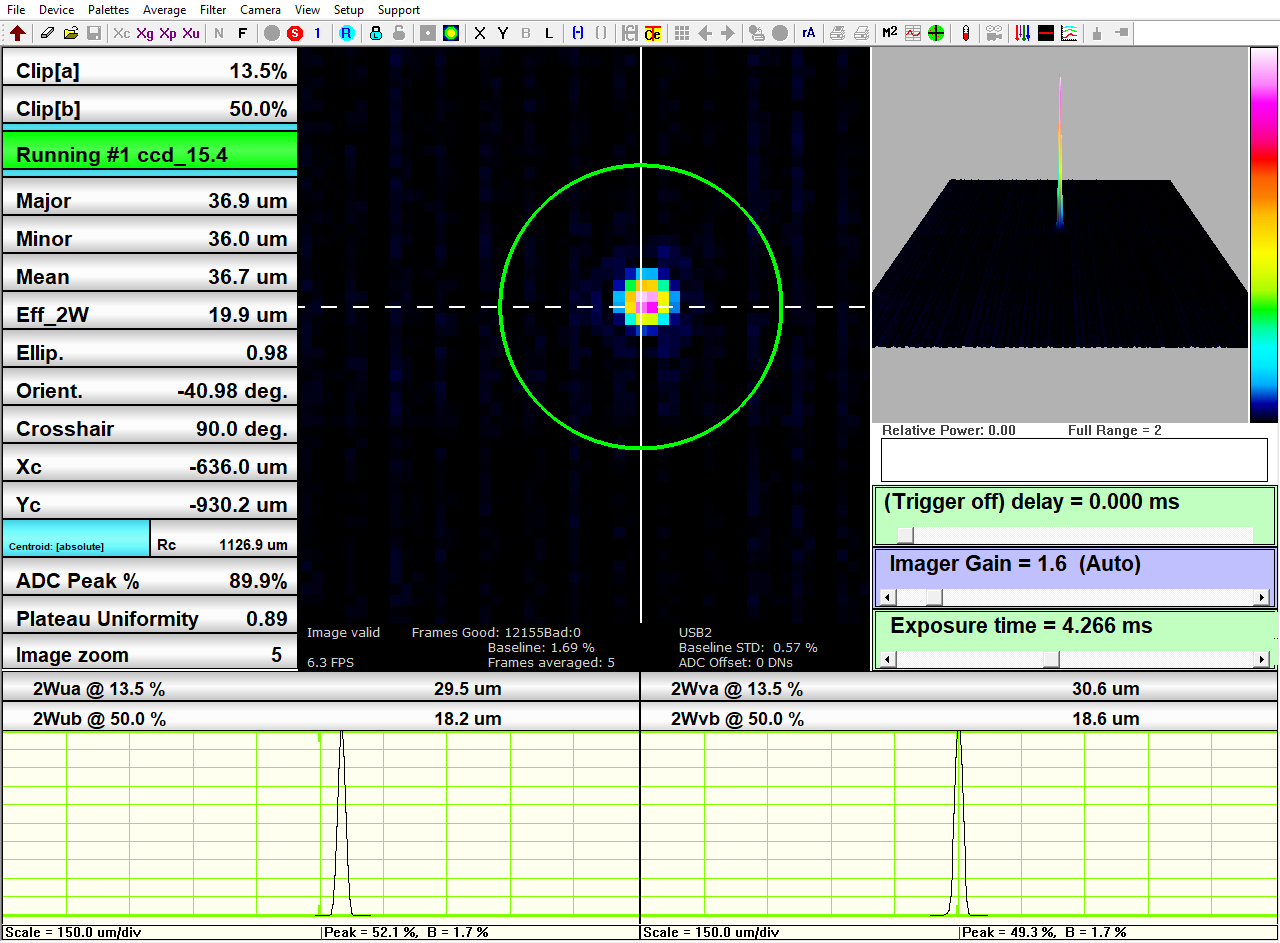 File Device Palettes Average Filter Camera View Setup Support
Xc Xg Xp Xu N F S 1 R X Y B L rA M²
Clip[a] 13.5%
Clip[b] 50.0%
Running #1 ccd_15.4
Major 36.9 um
Minor 36.0 um
Mean 36.7 um
Eff_2W 19.9 um
Ellip. 0.98
Orient. -40.98 deg.
Crosshair 90.0 deg.
Xc -636.0 um
Yc -930.2 um
Centroid: [absolute] Rc 1126.9 um
ADC Peak % 89.9%
Plateau Uniformity 0.89
Image zoom 5
Image valid Frames Good: 12155Bad:0 USB2
Baseline: 1.69 % Baseline STD: 0.57 %
6.3 FPS Frames averaged: 5 ADC Offset: 0 DNs
Relative Power: 0.00 Full Range = 2
(Trigger off) delay = 0.000 ms
Imager Gain = 1.6 (Auto)
Exposure time = 4.266 ms
2Wua @ 13.5 % 29.5 um 2Wva @ 13.5 % 30.6 um
2Wub @ 50.0 % 18.2 um 2Wvb @ 50.0 % 18.6 um
Scale = 150.0 um/div Peak = 52.1 %, B = 1.7 % Scale = 150.0 um/div Peak = 49.3 %, B = 1.7 %